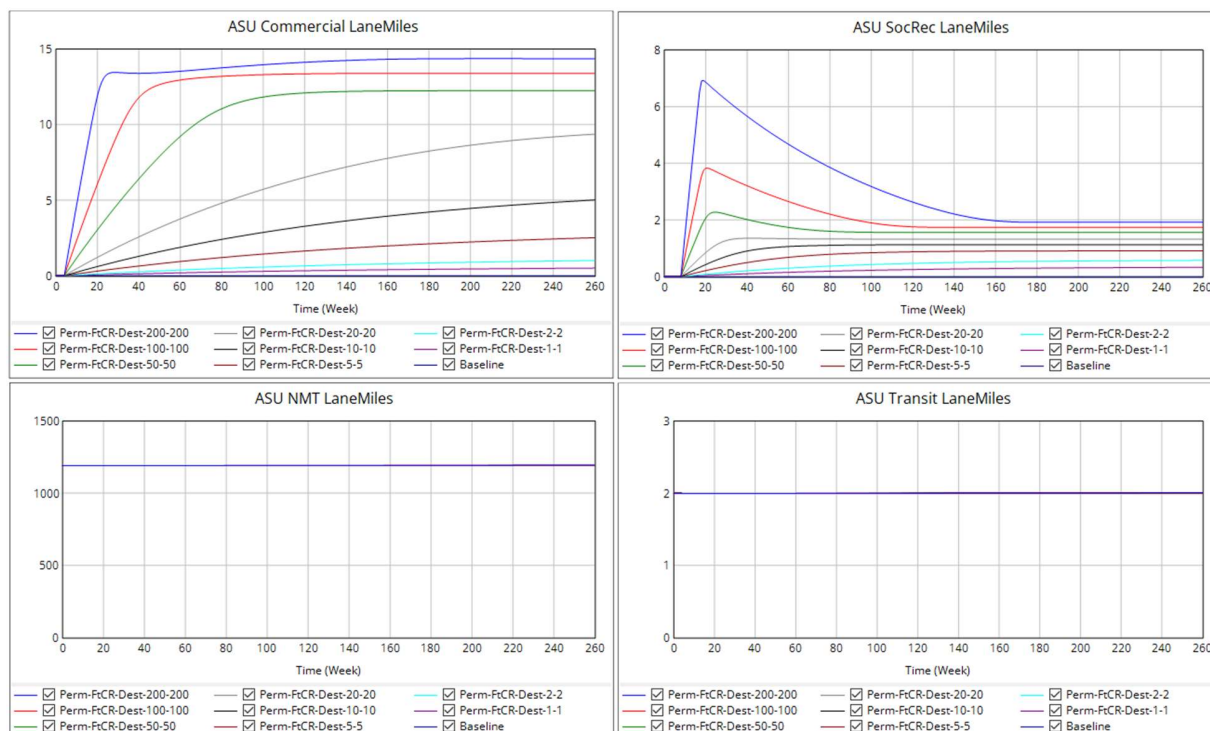 ASU Commercial LaneMiles
15
10
5
0
0 20 40 60 80 100 120 140 160 180 200 220 240 260
Time (Week)
Perm-FtCR-Dest-200-200 Perm-FtCR-Dest-20-20 Perm-FtCR-Dest-2-2
Perm-FtCR-Dest-100-100 Perm-FtCR-Dest-10-10 Perm-FtCR-Dest-1-1
Perm-FtCR-Dest-50-50 Perm-FtCR-Dest-5-5 Baseline
ASU SocRec LaneMiles
8
6
4
2
0
0 20 40 60 80 100 120 140 160 180 200 220 240 260
Time (Week)
Perm-FtCR-Dest-200-200 Perm-FtCR-Dest-20-20 Perm-FtCR-Dest-2-2
Perm-FtCR-Dest-100-100 Perm-FtCR-Dest-10-10 Perm-FtCR-Dest-1-1
Perm-FtCR-Dest-50-50 Perm-FtCR-Dest-5-5 Baseline
ASU NMT LaneMiles
1500
1000
500
0
0 20 40 60 80 100 120 140 160 180 200 220 240 260
Time (Week)
Perm-FtCR-Dest-200-200 Perm-FtCR-Dest-20-20 Perm-FtCR-Dest-2-2
Perm-FtCR-Dest-100-100 Perm-FtCR-Dest-10-10 Perm-FtCR-Dest-1-1
Perm-FtCR-Dest-50-50 Perm-FtCR-Dest-5-5 Baseline
ASU Transit LaneMiles
3
2
1
0
0 20 40 60 80 100 120 140 160 180 200 220 240 260
Time (Week)
Perm-FtCR-Dest-200-200 Perm-FtCR-Dest-20-20 Perm-FtCR-Dest-2-2
Perm-FtCR-Dest-100-100 Perm-FtCR-Dest-10-10 Perm-FtCR-Dest-1-1
Perm-FtCR-Dest-50-50 Perm-FtCR-Dest-5-5 Baseline